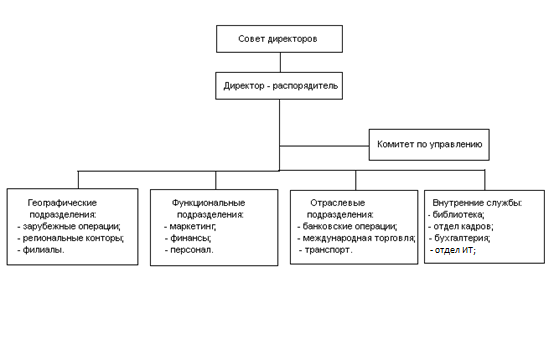 Совет директоров
Директор - распорядитель
Комитет по управлению
Географические
подразделения:
- зарубежные операции;
- региональные конторы;
- филиалы.
Функциональные
подразделения:
- маркетинг;
- финансы;
- персонал.
Отраслевые
подразделения:
- банковские операции;
- международная торговля;
- транспорт.
Внутренние службы:
- библиотека;
- отдел кадров;
- бухгалтерия;
- отдел ИТ;